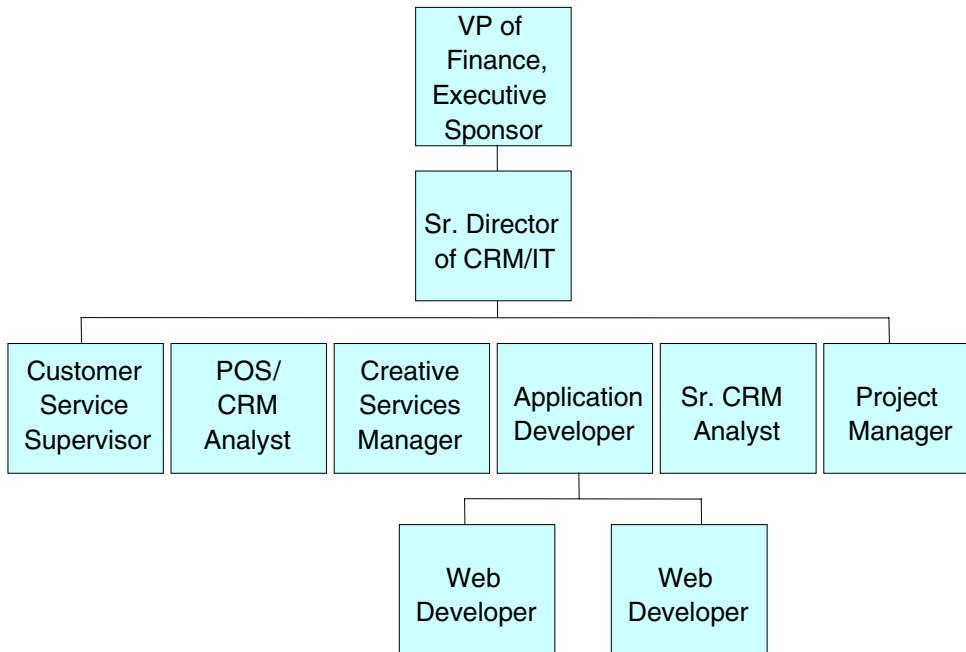 VP of
Finance,
Executive
Sponsor
Sr. Director
of CRM/IT
Customer
Service
Supervisor
POS/
CRM
Analyst
Creative
Services
Manager
Application
Developer
Sr. CRM
Analyst
Project
Manager
Web
Developer
Web
Developer